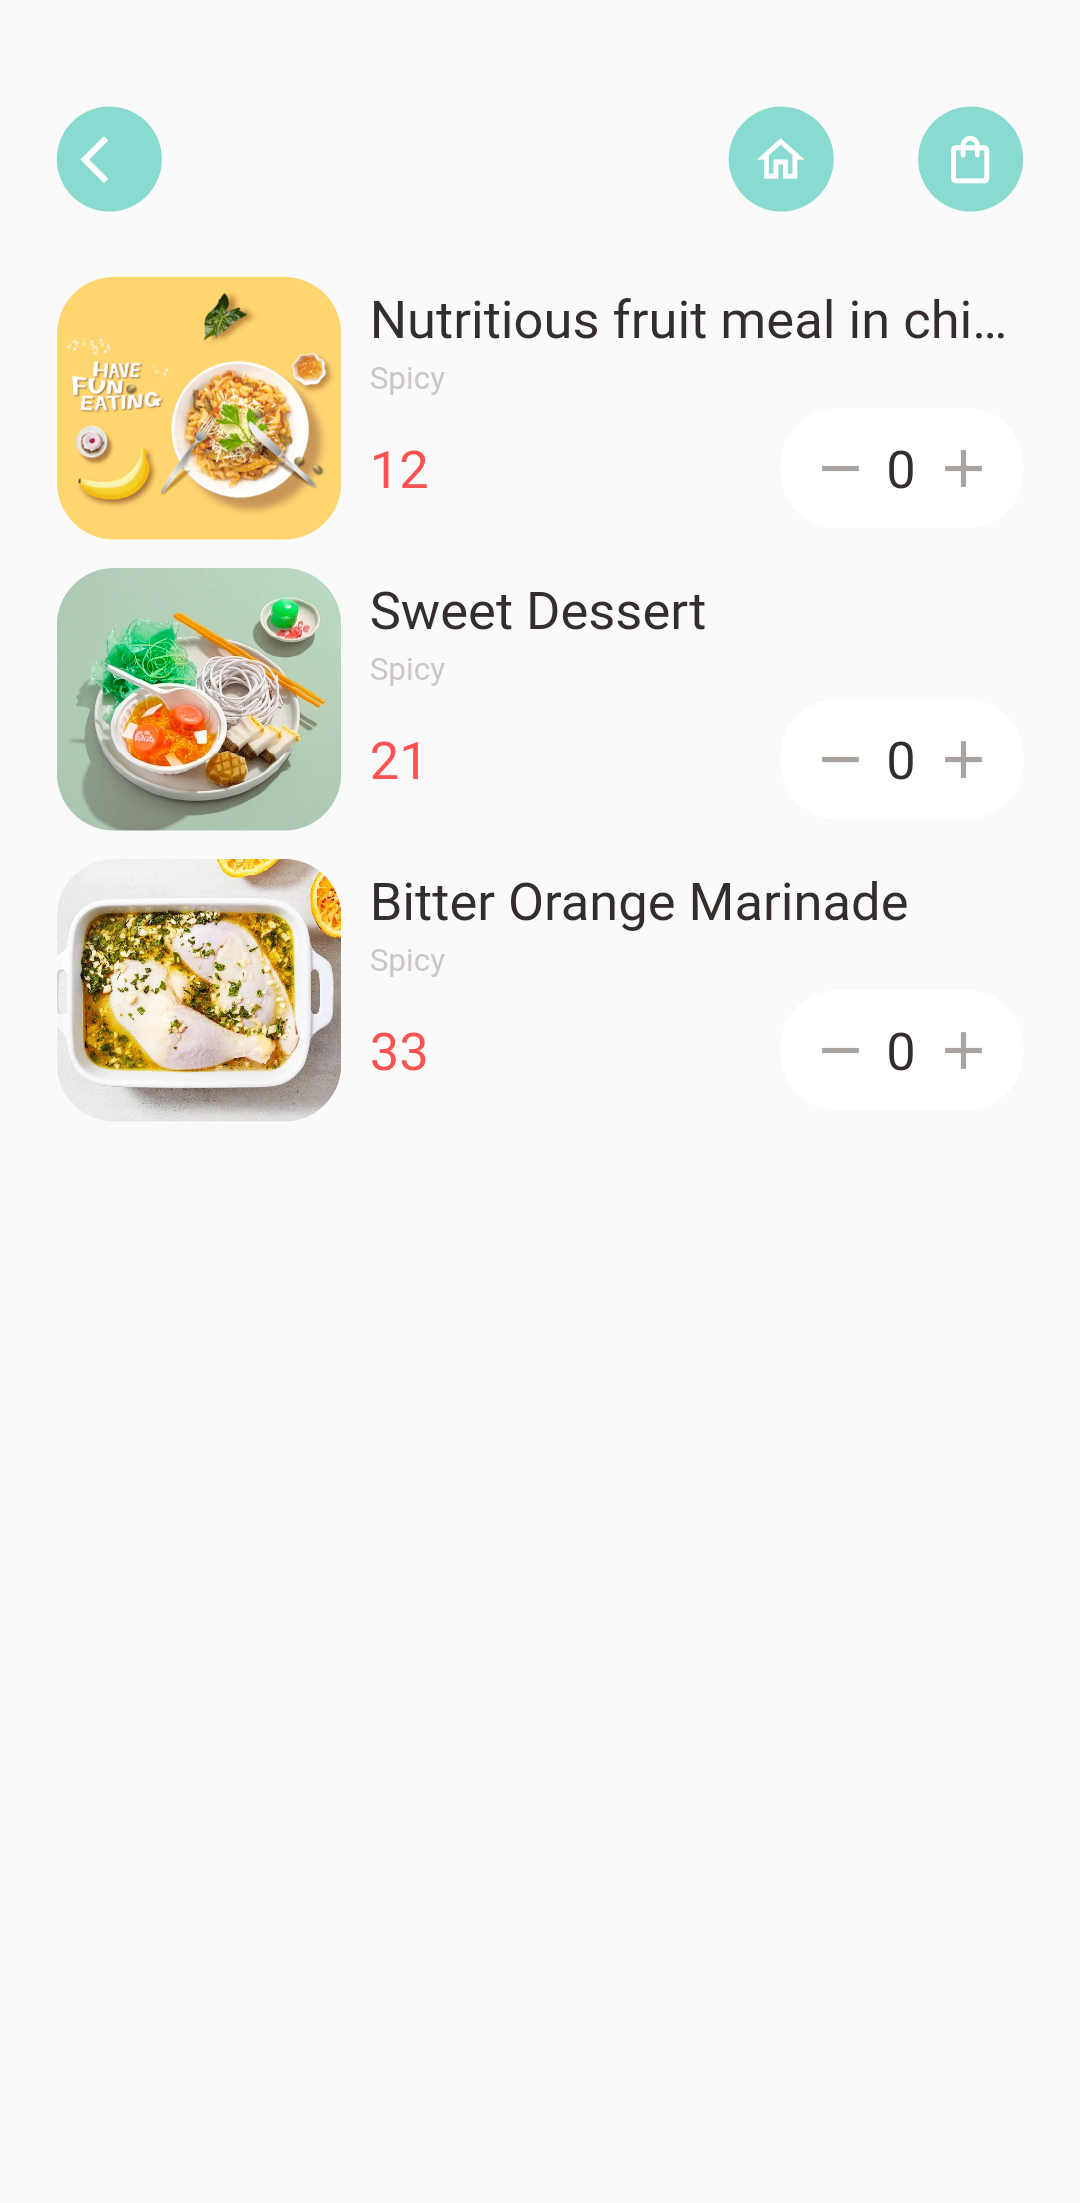 HAVE
FUN
EATING
Nutritious fruit meal in chi...
Spicy
12
0
Sweet Dessert
Spicy
21
0
Bitter Orange Marinade
Spicy
33
0